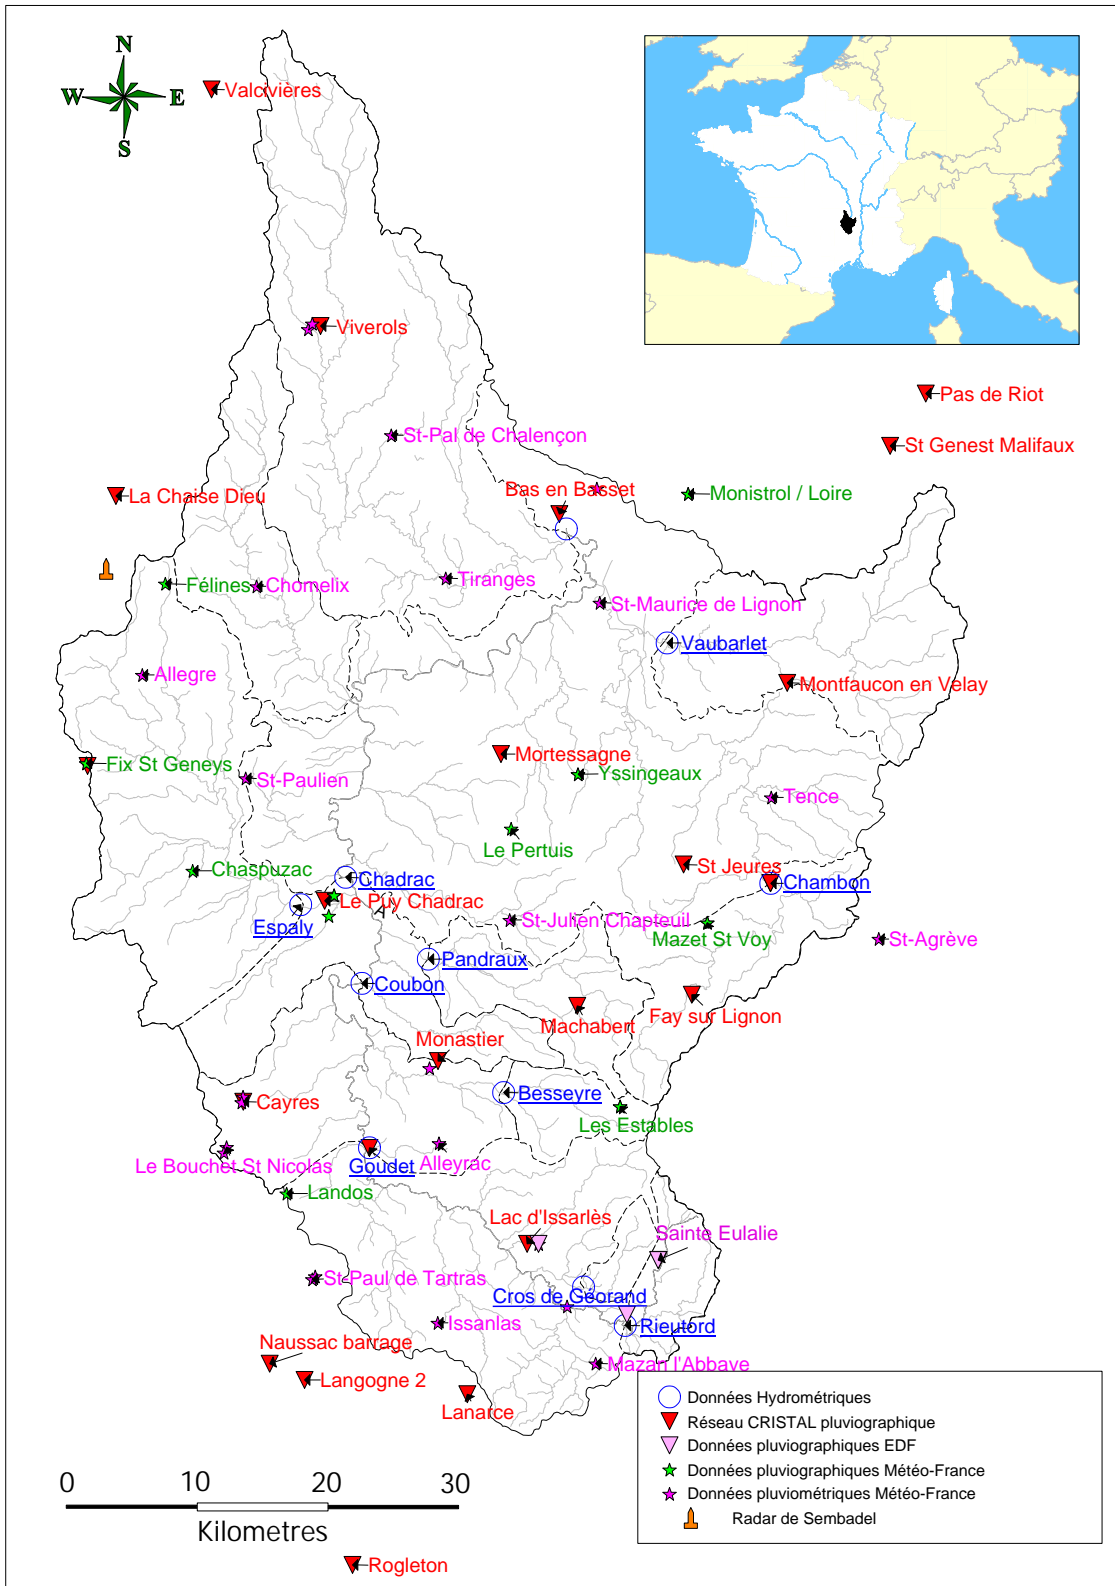 N
W
E
S
Valcivières
Viverols
Pas de Riot
St-Pal de Chalençon
St Genest Malifaux
La Chaise Dieu
Bas en Basset
Monistrol / Loire
Félines
Chomelix
Tiranges
St-Maurice de Lignon
Vaubarlet
Allegre
Montfaucon en Velay
Mortessagne
Fix St Geneys
St-Paulien
Yssingeaux
Tence
Le Pertuis
Chaspuzac
Chadrac
St Jeures
Chambon
Le Puy Chadrac
Espaly
St-Julien Chapteuil
Mazet St Voy
St-Agrève
Pandraux
Coubon
Machabert
Fay sur Lignon
Monastier
Besseyre
Cayres
Les Estables
Le Bouchet St Nicolas
Goudet
Alleyrac
Landos
Lac d'Issarlès
Sainte Eulalie
St-Paul de Tartras
Cros de Géorand
Issanlas
Rieutord
Naussac barrage
Mazan l'Abbaye
Langogne 2
Lanarce
Données Hydrométriques
Réseau CRISTAL pluviographique
Données pluviographiques EDF
Données pluviographiques Météo-France
Données pluviométriques Météo-France
Radar de Sembadel
0 10 20 30
Kilometres
Rogleton